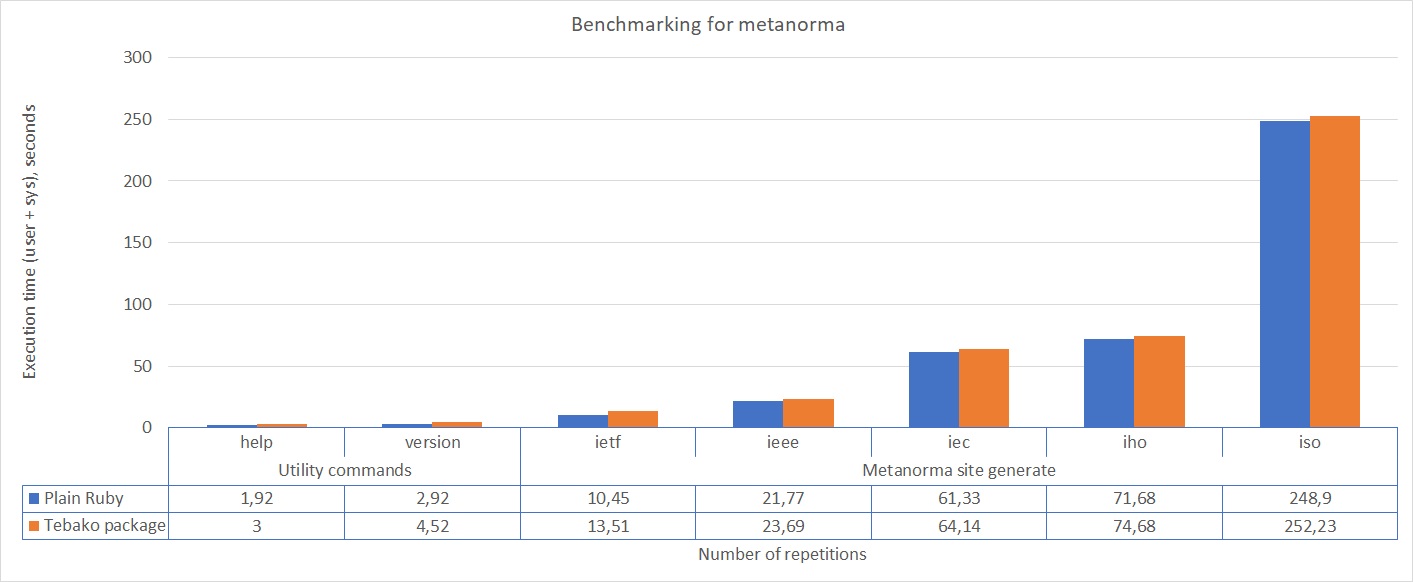 Benchmarking for metanorma
Execution time (user + sys), seconds
300
250
200
150
100
50
0
help version ietf ieee iec iho iso
Utility commands Metanorma site generate
Plain Ruby 1,92 2,92 10,45 21,77 61,33 71,68 248,9
Tebako package 3 4,52 13,51 23,69 64,14 74,68 252,23
Number of repetitions